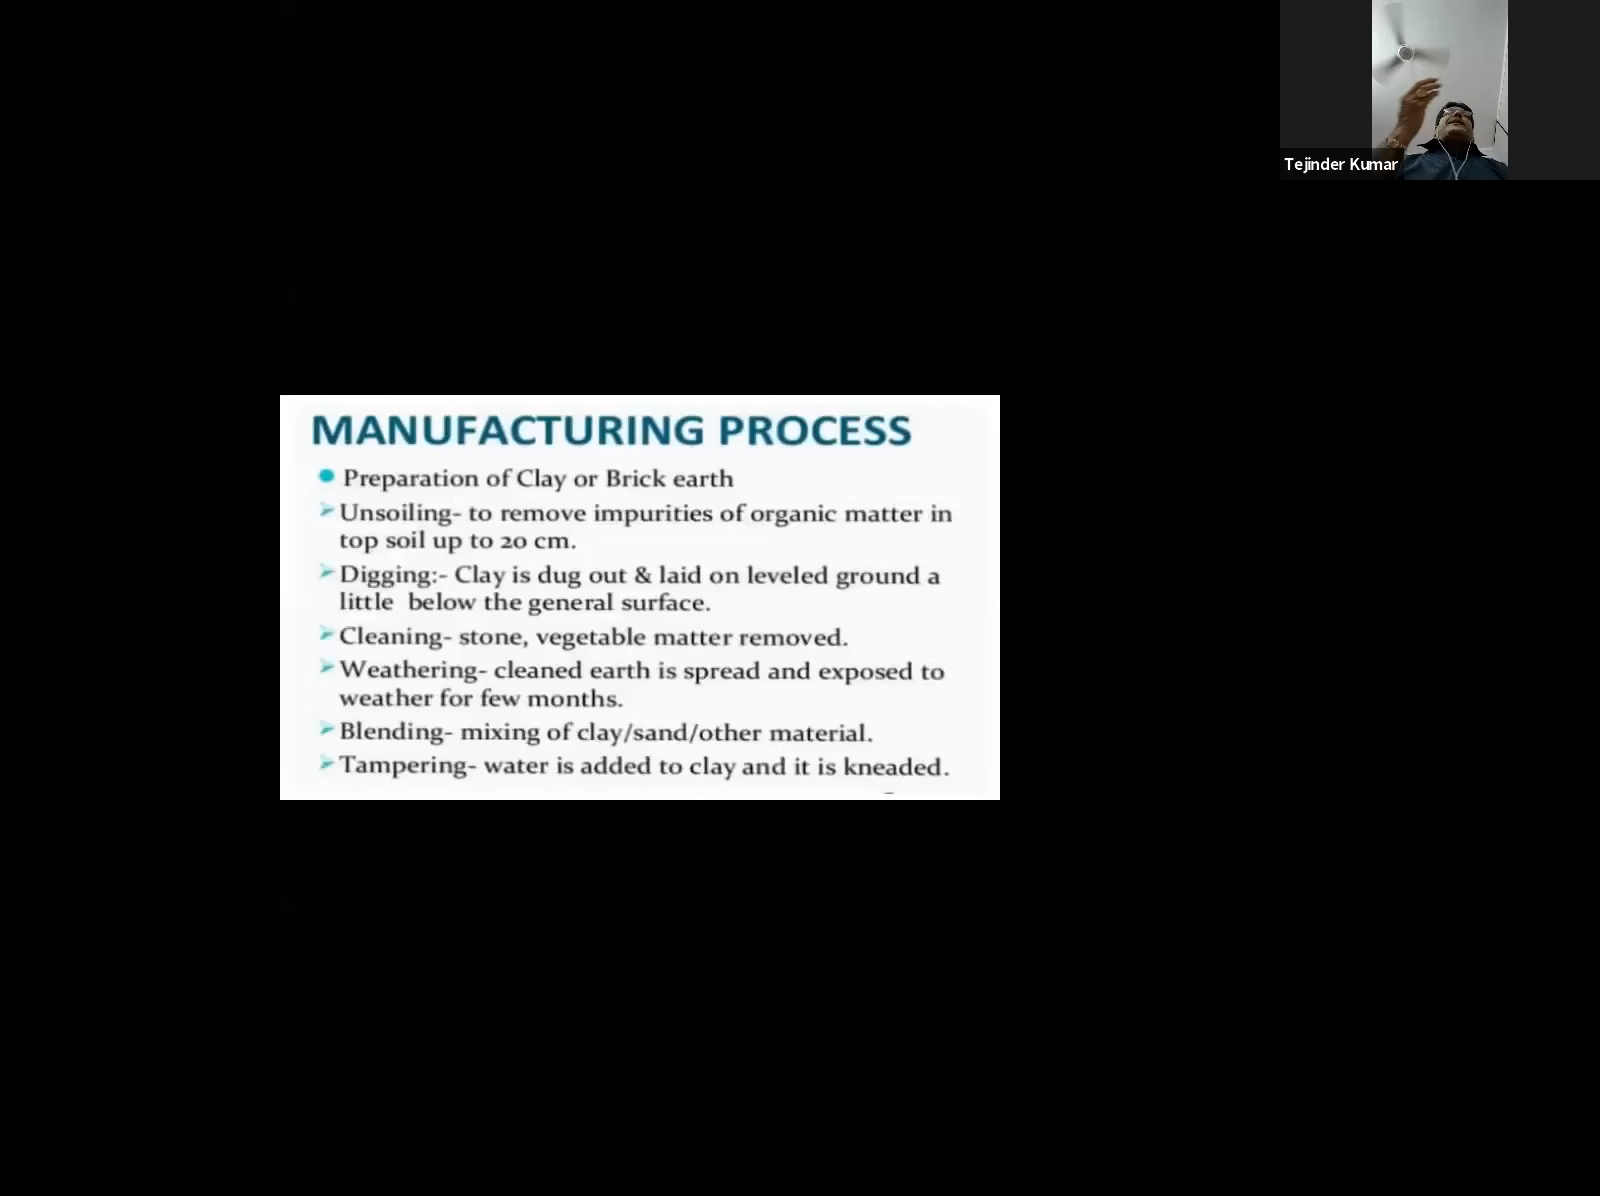 Tejinder Kumar
MANUFACTURING PROCESS
Preparation of Clay or Brick earth
Unsoiling- to remove impurities of organic matter in
top soil up to 20 cm.
Digging:- Clay is dug out & laid on leveled ground a
little below the general surface.
Cleaning- stone, vegetable matter removed.
Weathering- cleaned earth is spread and exposed to
weather for few months.
Blending- mixing of clay/sand/other material.
Tampering- water is added to clay and it is kneaded.